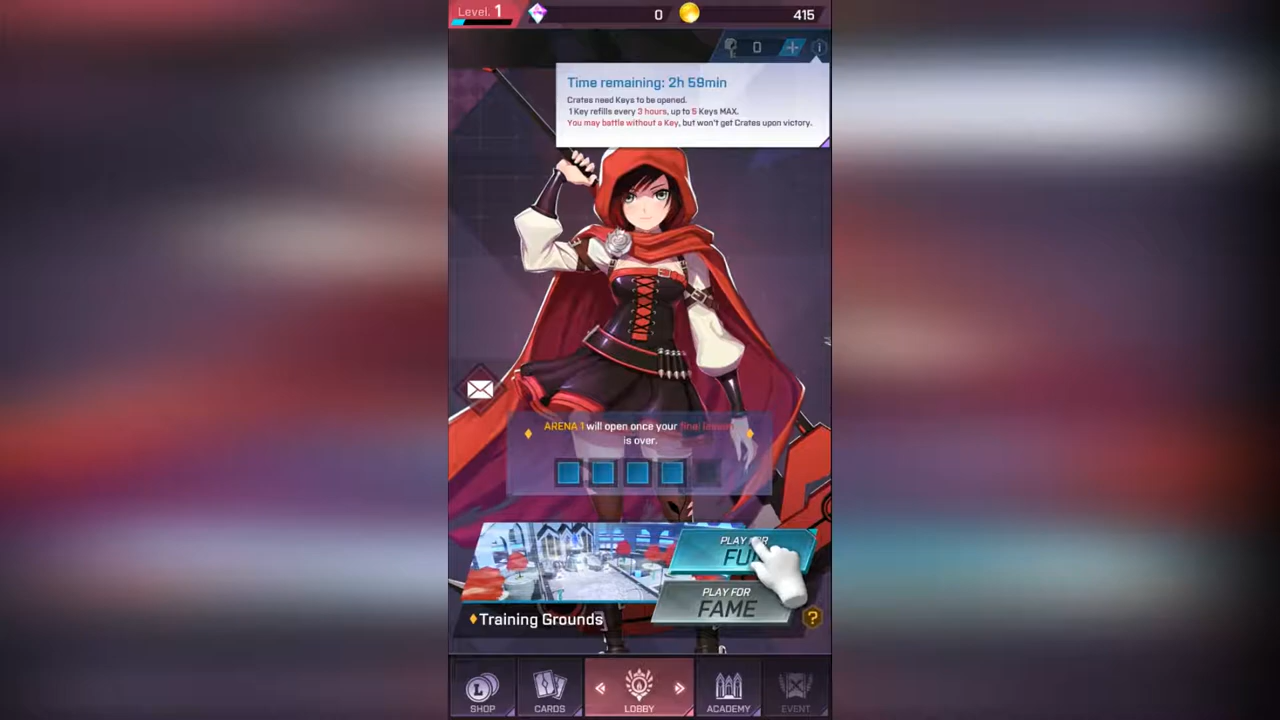 Level. 1
0
415
0
Time remaining: 2h 59min
Crates need Keys to be opened.
1 Key refills every 3 hours, up to 5 Keys MAX.
You may battle without a Key, but won't get Crates upon victory.
ARENA 1 will open once your final lesson
is over.
PLAY FOR
PLAY FOR
FAME
Training Grounds
?
SHOP
CARDS
LOBBY
ACADEMY
EVENT